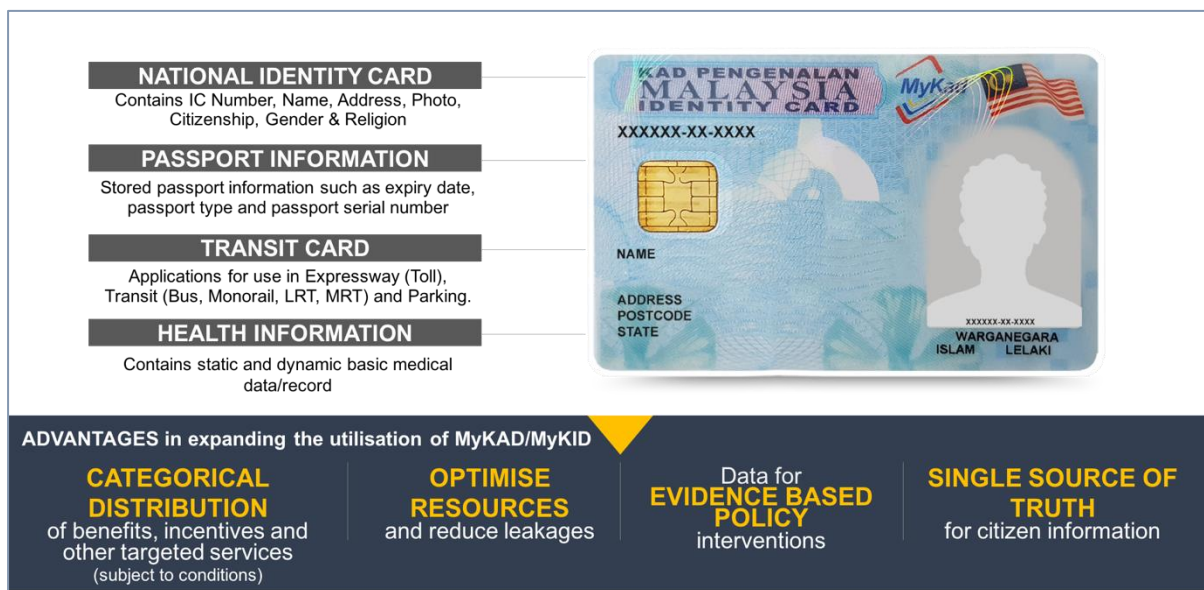 NATIONAL IDENTITY CARD
Contains IC Number, Name, Address, Photo,
Citizenship, Gender & Religion
PASSPORT INFORMATION
Stored passport information such as expiry date,
passport type and passport serial number
TRANSIT CARD
Applications for use in Expressway (Toll),
Transit (Bus, Monorail, LRT, MRT) and Parking.
HEALTH INFORMATION
Contains static and dynamic basic medical
data/record
KAD PENGENALAN
MALAYSIA
IDENTITY CARD
MyKad
XXXXXX-XX-XXXX
NAME
ADDRESS
POSTCODE
STATE
XXXXXX-XX-XXXX
WARGANEGARA
ISLAM LELAKI
ADVANTAGES in expanding the utilisation of MyKAD/MyKID
CATEGORICAL
DISTRIBUTION
of benefits, incentives and
other targeted services
(subject to conditions)
OPTIMISE
RESOURCES
and reduce leakages
Data for
EVIDENCE BASED
POLICY
interventions
SINGLE SOURCE OF
TRUTH
for citizen information